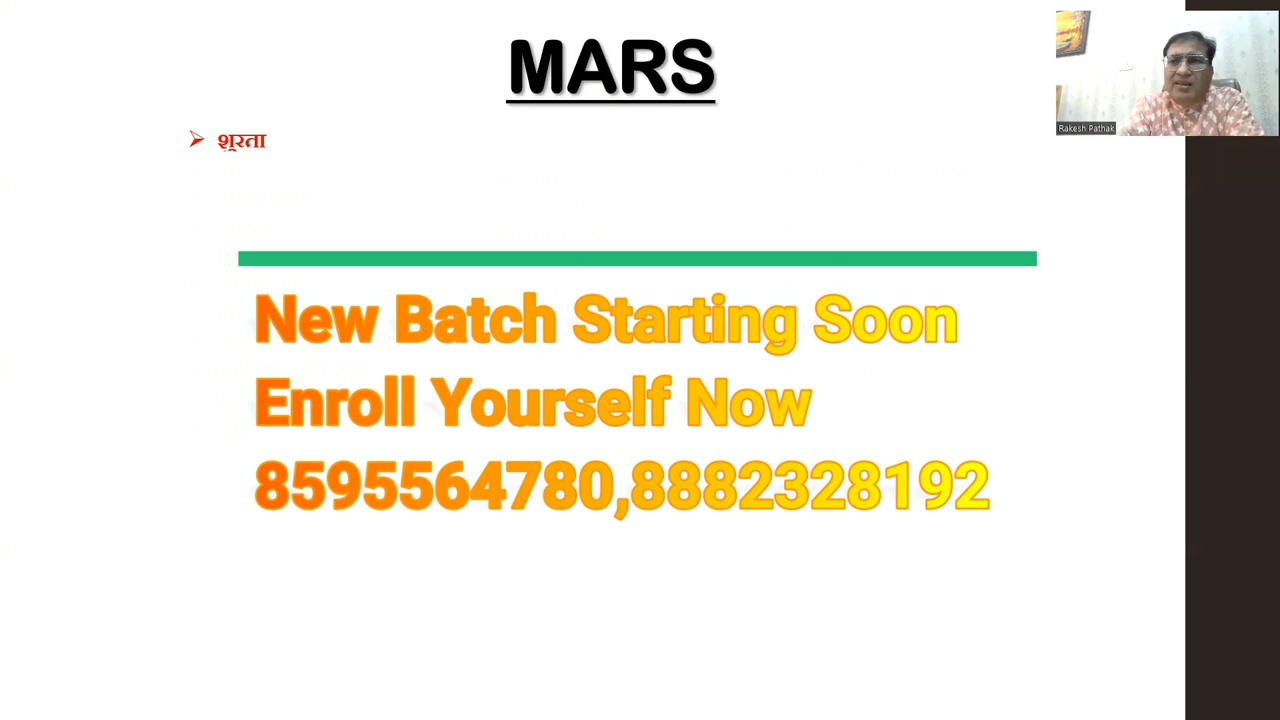 MARS
Rakesh Pathak
➢ शूरता
New Batch Starting Soon
Enroll Yourself Now
8595564780,8882328192